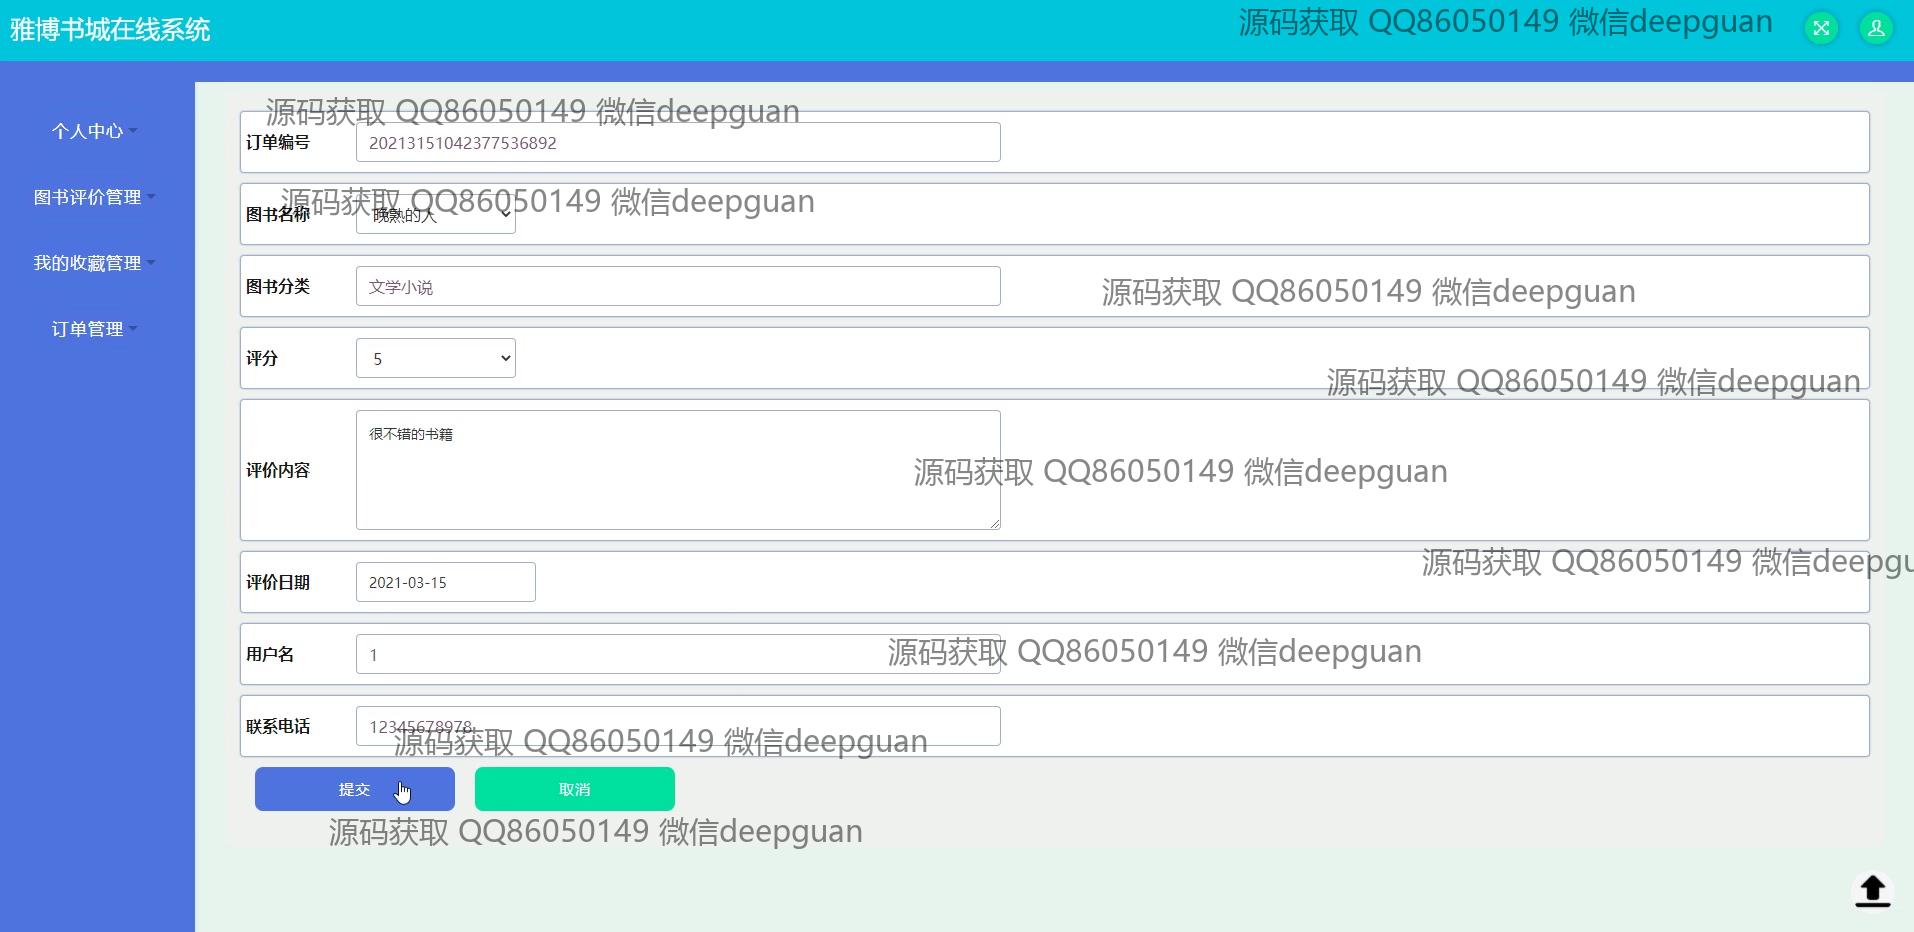 雅博书城在线系统
源码获取 QQ86050149 微信deepguan
个人中心
图书评价管理
我的收藏管理
订单管理
源码获取 QQ86050149 微信deepguan
订单编号 20213151042377536892
源码获取 QQ86050149 微信deepguan
图书名称 晚熟的人
图书分类 文学小说
源码获取 QQ86050149 微信deepguan
评分 5
源码获取 QQ86050149 微信deepguan
很不错的书籍
评价内容
源码获取 QQ86050149 微信deepguan
源码获取 QQ86050149 微信deepgu
评价日期 2021-03-15
用户名 1
源码获取 QQ86050149 微信deepguan
联系电话 12345678978
源码获取 QQ86050149 微信deepguan
提交 取消
源码获取 QQ86050149 微信deepguan